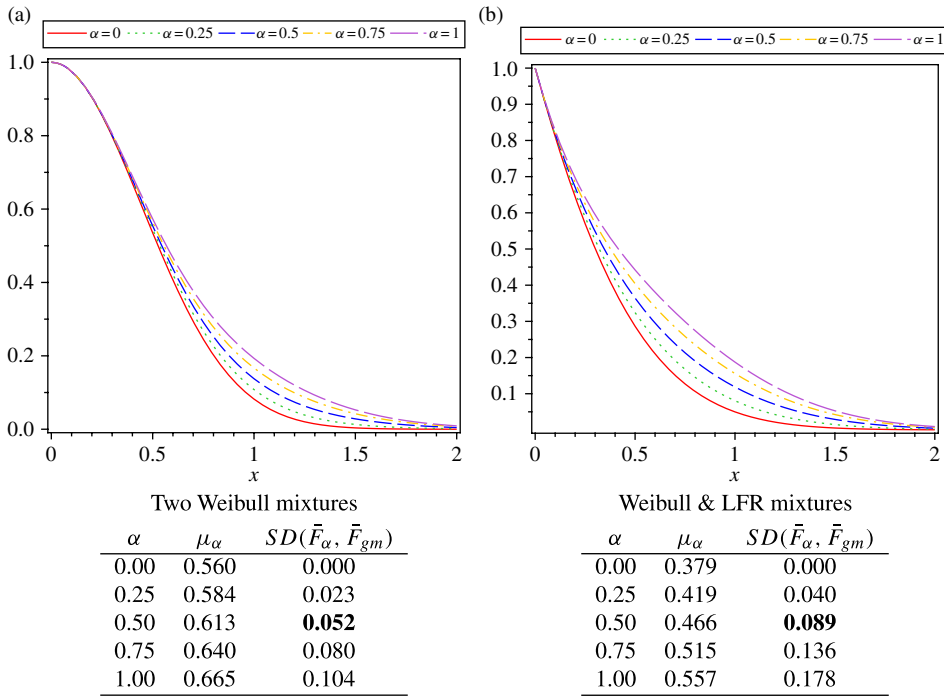 (a)
α = 0 α = 0.25 α = 0.5 α = 0.75 α = 1
1.0
0.8
0.6
0.4
0.2
0.0
0 0.5 1 1.5 2
x
Two Weibull mixtures
α μα SD(F̄α, F̄gm)
0.00 0.560 0.000
0.25 0.584 0.023
0.50 0.613 0.052
0.75 0.640 0.080
1.00 0.665 0.104
(b)
α = 0 α = 0.25 α = 0.5 α = 0.75 α = 1
1.0
0.9
0.8
0.7
0.6
0.5
0.4
0.3
0.2
0.1
0 0.5 1 1.5 2
x
Weibull & LFR mixtures
α μα SD(F̄α, F̄gm)
0.00 0.379 0.000
0.25 0.419 0.040
0.50 0.466 0.089
0.75 0.515 0.136
1.00 0.557 0.178